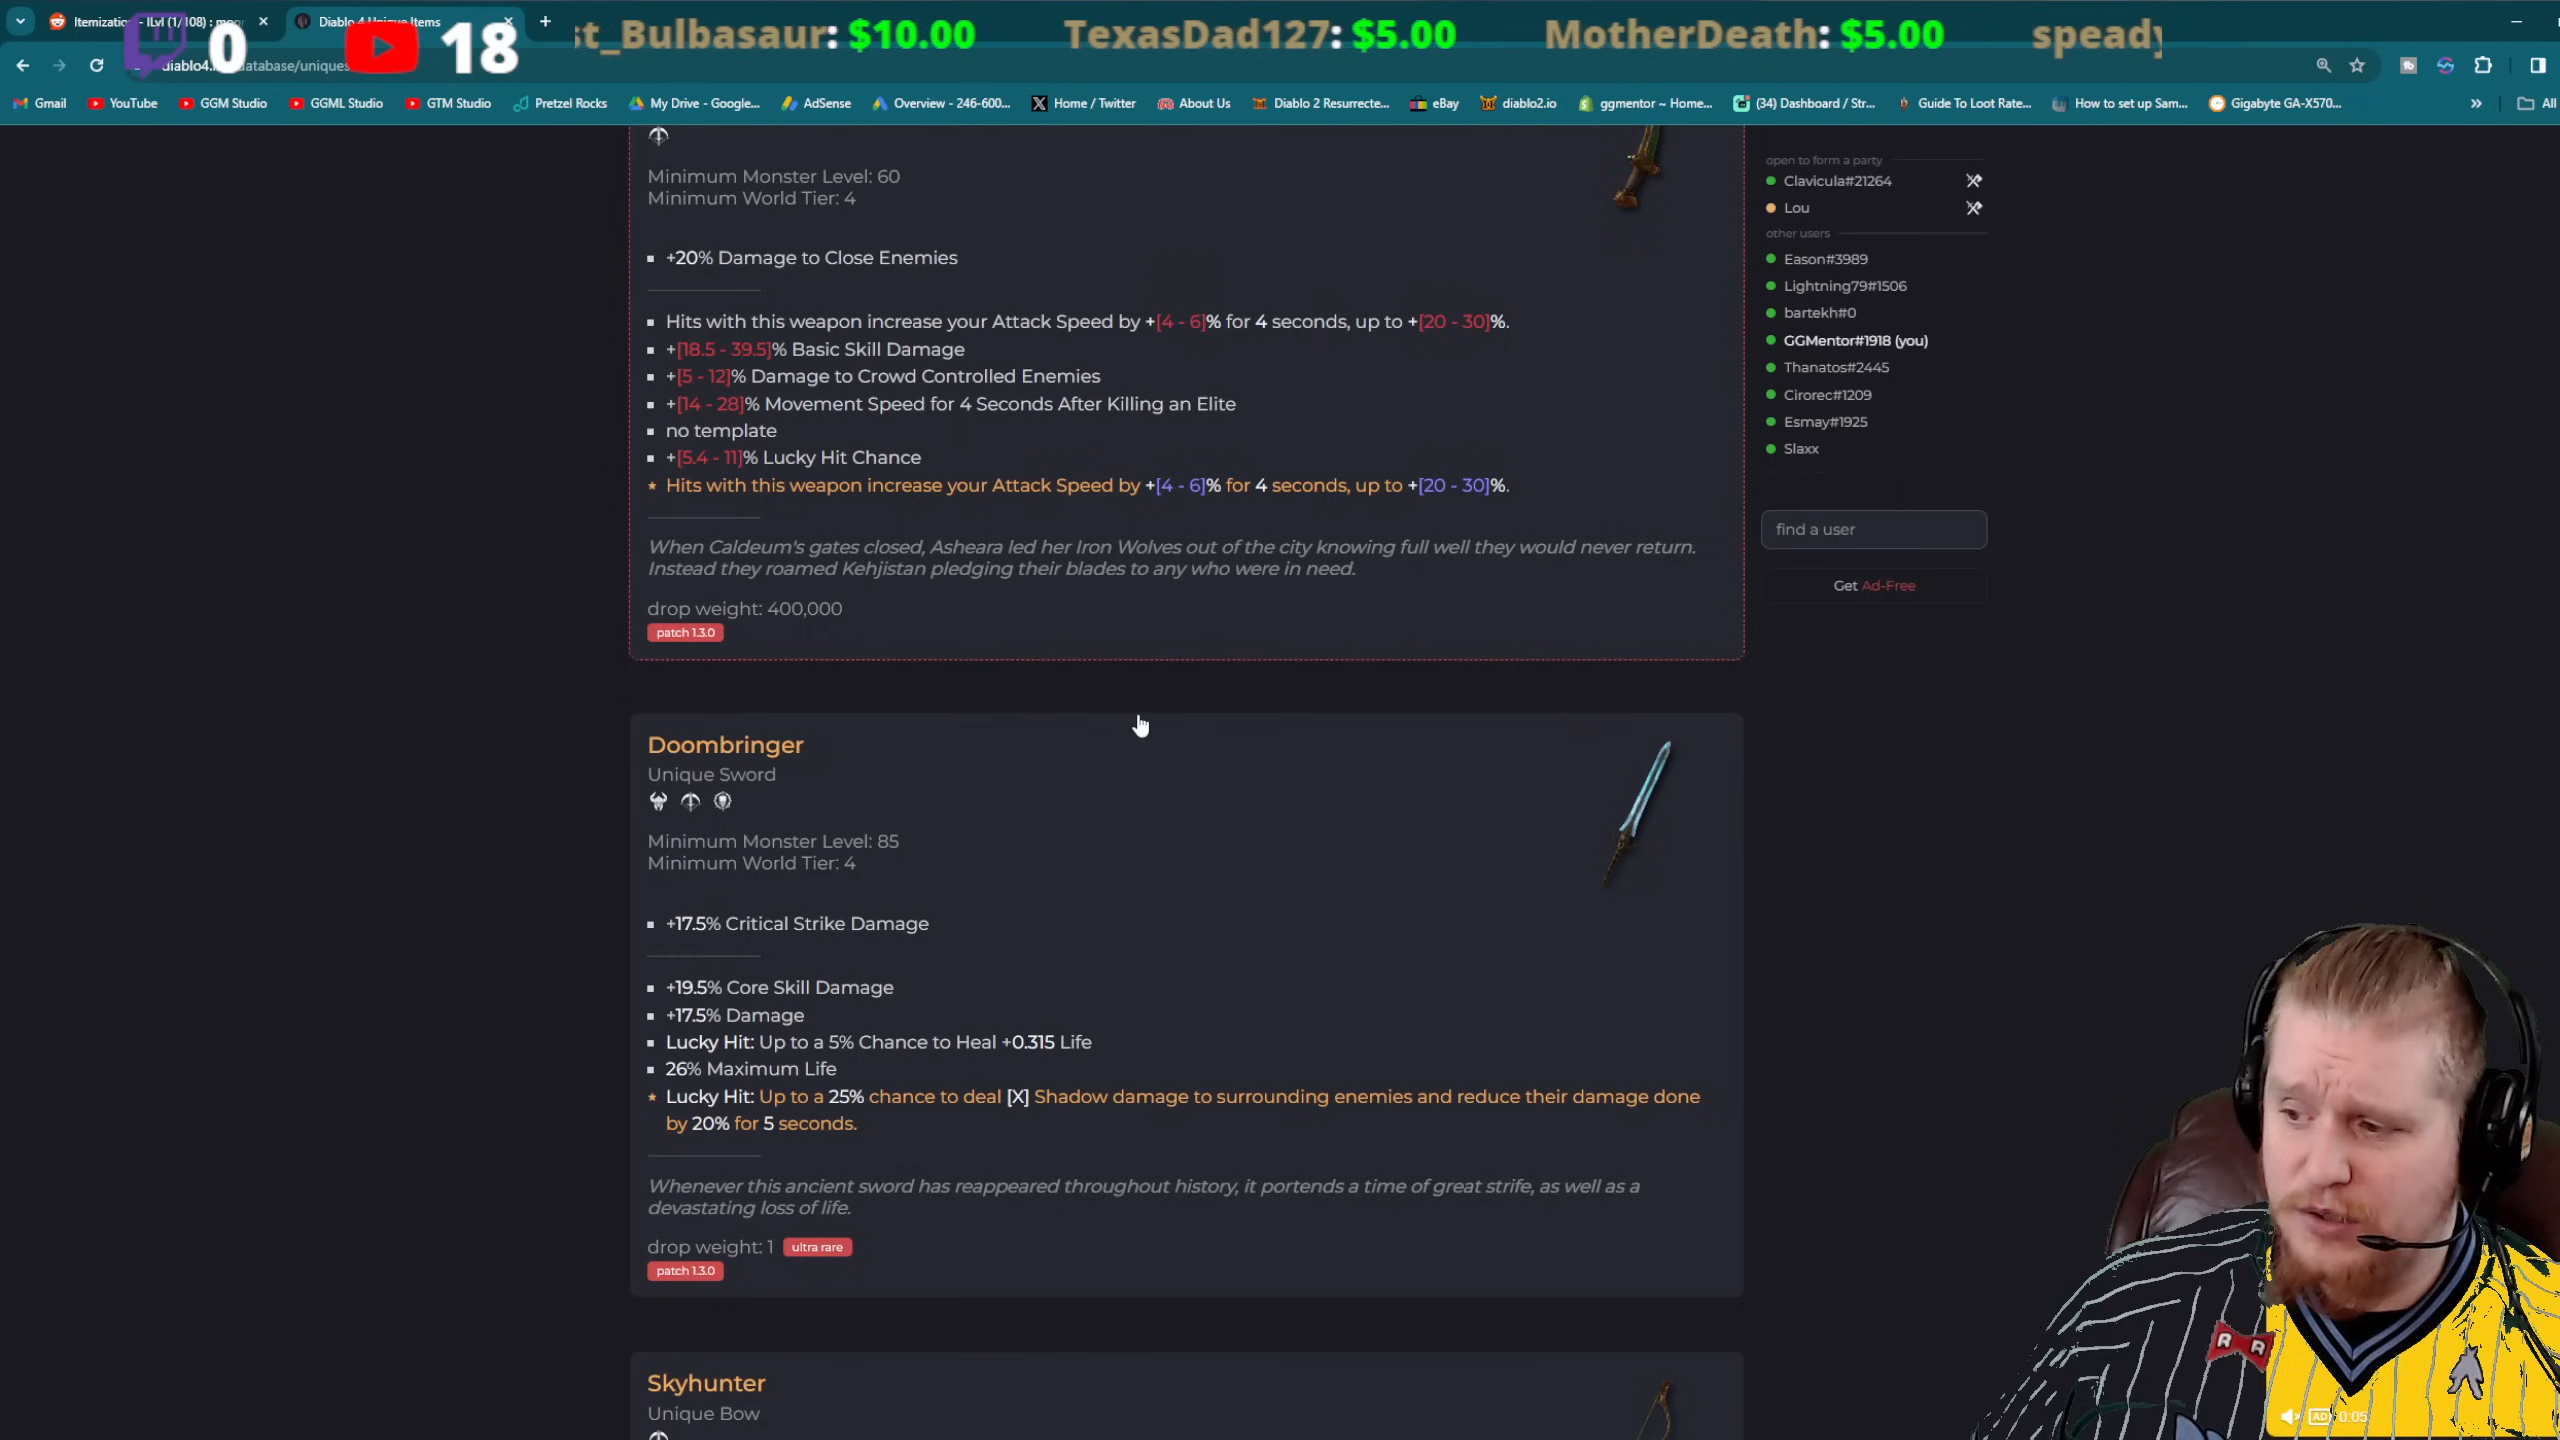 Itemization - ILvl (1/108) : moor
Diablo 4 Unique Items
0
18
st_Bulbasaur: $10.00 TexasDad127: $5.00 MotherDeath: $5.00 speady
database/uniques
Gmail YouTube GGM Studio GGML Studio GTM Studio Pretzel Rocks My Drive - Google... AdSense Overview - 246-600... Home / Twitter About Us Diablo 2 Resurrecte... eBay diablo2.io ggmentor ~ Home... (34) Dashboard / Str... Guide To Loot Rate... How to set up Sam... Gigabyte GA-X570... » All
Minimum Monster Level: 60
Minimum World Tier: 4
+20% Damage to Close Enemies
Hits with this weapon increase your Attack Speed by +[4 - 6]% for 4 seconds, up to +[20 - 30]%.
+[18.5 - 39.5]% Basic Skill Damage
+[5 - 12]% Damage to Crowd Controlled Enemies
+[14 - 28]% Movement Speed for 4 Seconds After Killing an Elite
no template
+[5.4 - 11]% Lucky Hit Chance
Hits with this weapon increase your Attack Speed by +[4 - 6]% for 4 seconds, up to +[20 - 30]%.
When Caldeum's gates closed, Asheara led her Iron Wolves out of the city knowing full well they would never return.
Instead they roamed Kehjistan pledging their blades to any who were in need.
drop weight: 400,000
patch 1.3.0
Doombringer
Unique Sword
Minimum Monster Level: 85
Minimum World Tier: 4
+17.5% Critical Strike Damage
+19.5% Core Skill Damage
+17.5% Damage
Lucky Hit: Up to a 5% Chance to Heal +0.315 Life
26% Maximum Life
Lucky Hit: Up to a 25% chance to deal [X] Shadow damage to surrounding enemies and reduce their damage done
by 20% for 5 seconds.
Whenever this ancient sword has reappeared throughout history, it portends a time of great strife, as well as a
devastating loss of life.
drop weight: 1 ultra rare
patch 1.3.0
Skyhunter
Unique Bow
open to form a party
Clavicula#21264
Lou
other users
Eason#3989
Lightning79#1506
bartekh#0
GGMentor#1918 (you)
Thanatos#2445
Cirorec#1209
Esmay#1925
Slaxx
find a user
Get Ad-Free
R R
AD 0:05